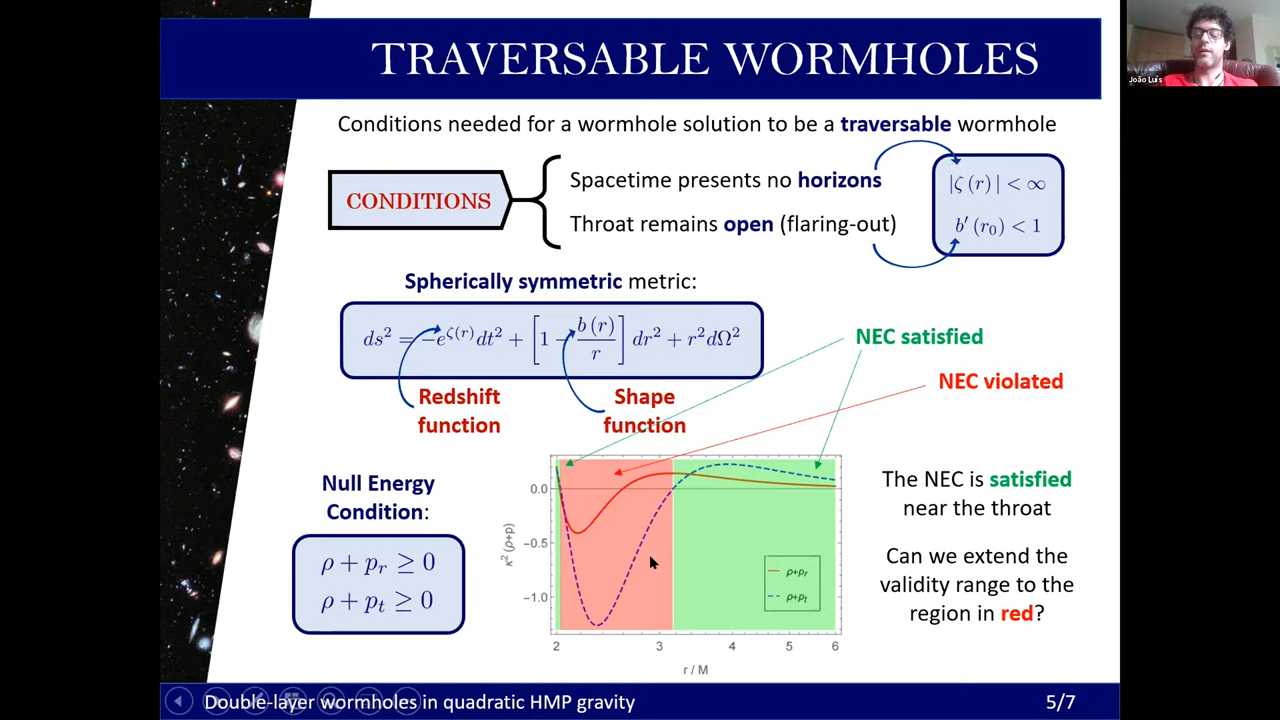 TRAVERSABLE WORMHOLES
João Luís
Conditions needed for a wormhole solution to be a traversable wormhole
CONDITIONS
Spacetime presents no horizons
Throat remains open (flaring-out)
|ζ (r)| < ∞
b′ (r₀) < 1
Spherically symmetric metric:
ds² = −e^ζ(r) dt² + [1 − b (r)/r] dr² + r²dΩ²
Redshift
function
Shape
function
NEC satisfied
NEC violated
Null Energy
Condition:
ρ + pᵣ ≥ 0
ρ + pₜ ≥ 0
κ² (ρ+p)
0.0
−0.5
−1.0
ρ+pᵣ
ρ+pₜ
2 3 4 5 6
r / M
The NEC is satisfied
near the throat
Can we extend the
validity range to the
region in red?
Double-layer wormholes in quadratic HMP gravity
5/7